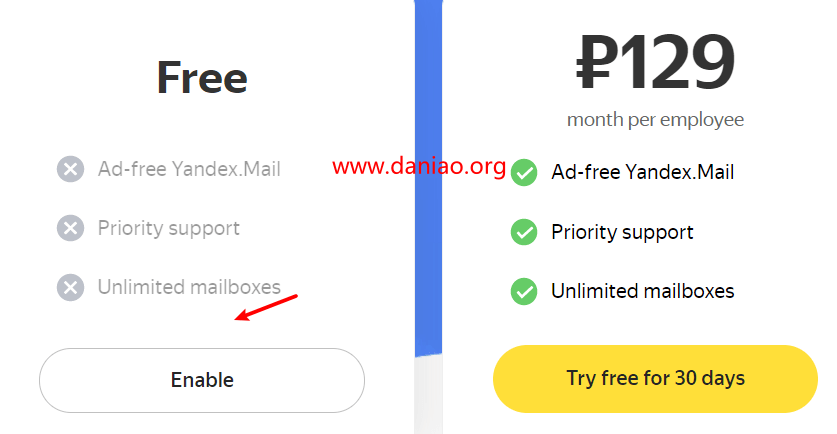 Free
Ad-free Yandex.Mail
Priority support
Unlimited mailboxes
Enable
www.daniao.org
₽129
month per employee
Ad-free Yandex.Mail
Priority support
Unlimited mailboxes
Try free for 30 days